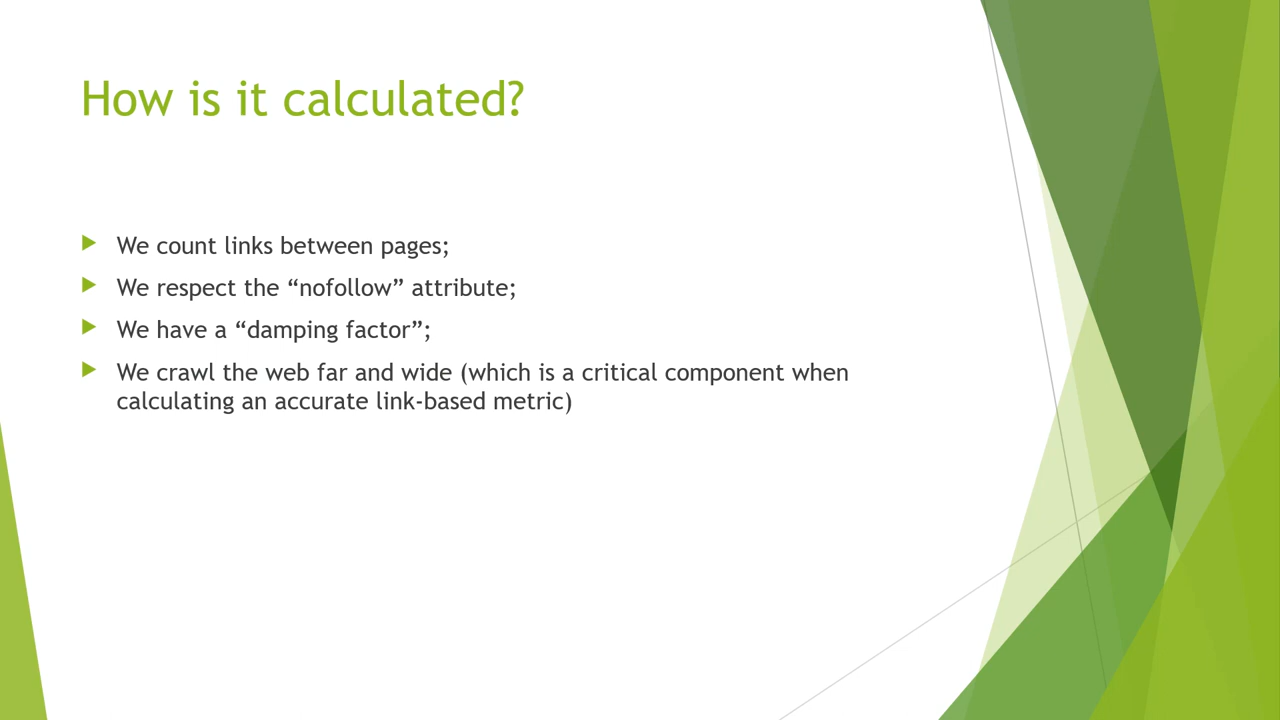 How is it calculated?
We count links between pages;
We respect the “nofollow” attribute;
We have a “damping factor”;
We crawl the web far and wide (which is a critical component when
calculating an accurate link-based metric)